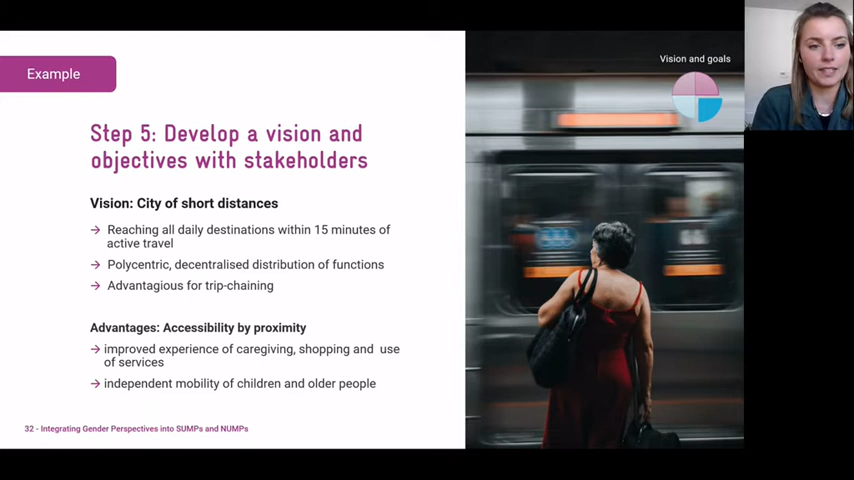 Example
Vision and goals
Step 5: Develop a vision and
objectives with stakeholders
Vision: City of short distances
→ Reaching all daily destinations within 15 minutes of
active travel
→ Polycentric, decentralised distribution of functions
→ Advantagious for trip-chaining
Advantages: Accessibility by proximity
→ improved experience of caregiving, shopping and use
of services
→ independent mobility of children and older people
32 - Integrating Gender Perspectives into SUMPs and NUMPs